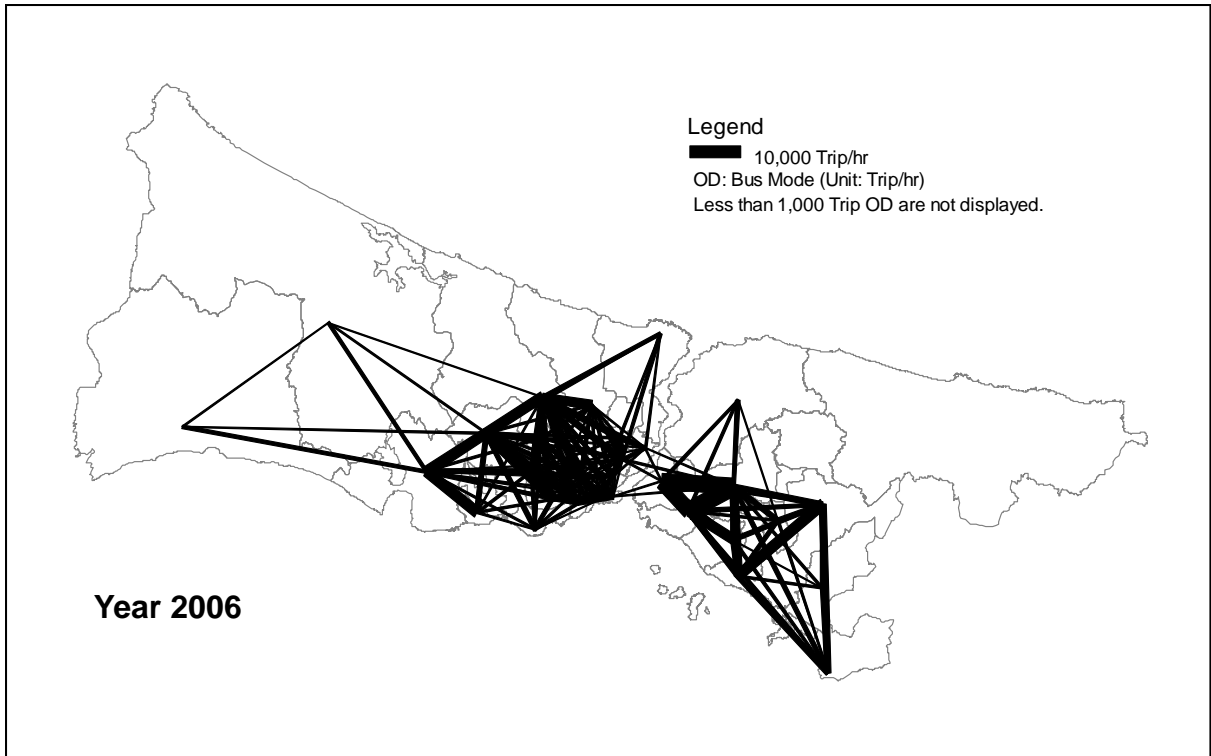 Legend
10,000 Trip/hr
OD: Bus Mode (Unit: Trip/hr)
Less than 1,000 Trip OD are not displayed.
Year 2006